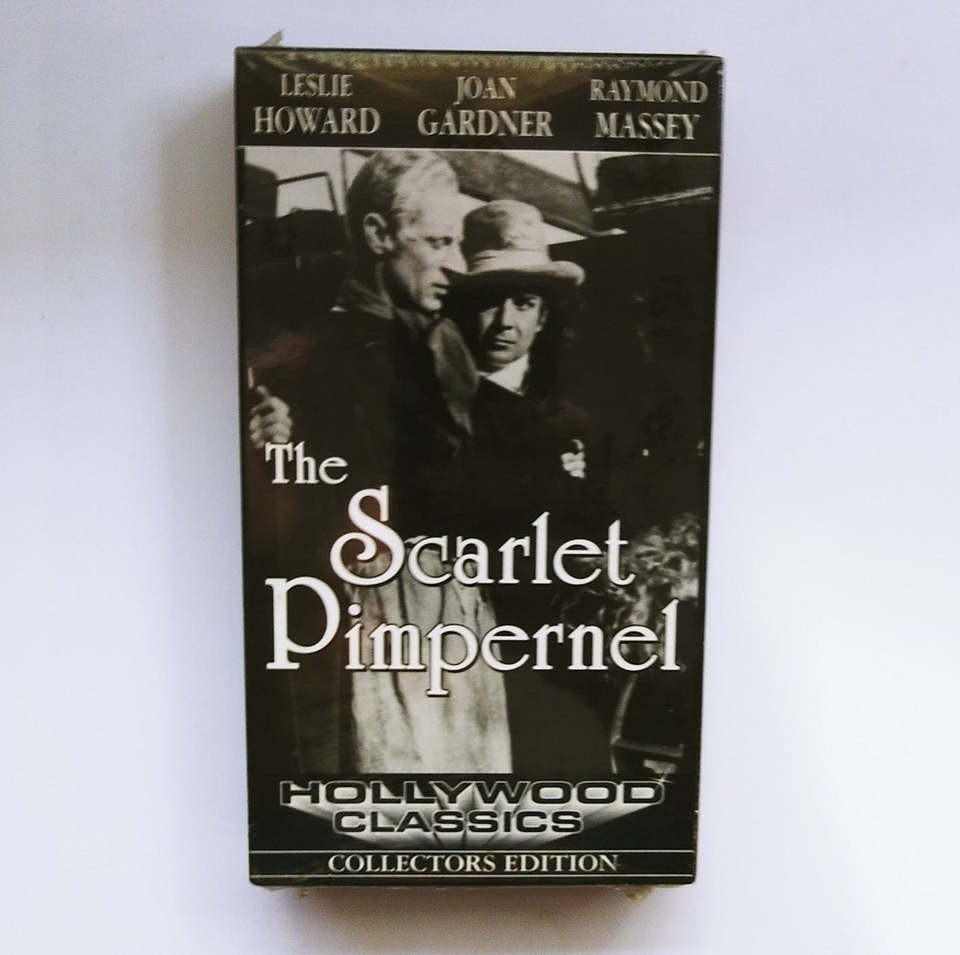 LESLIE JOAN RAYMOND
HOWARD GARDNER MASSEY
The
Scarlet
Pimpernel
HOLLYWOOD
CLASSICS
COLLECTORS EDITION